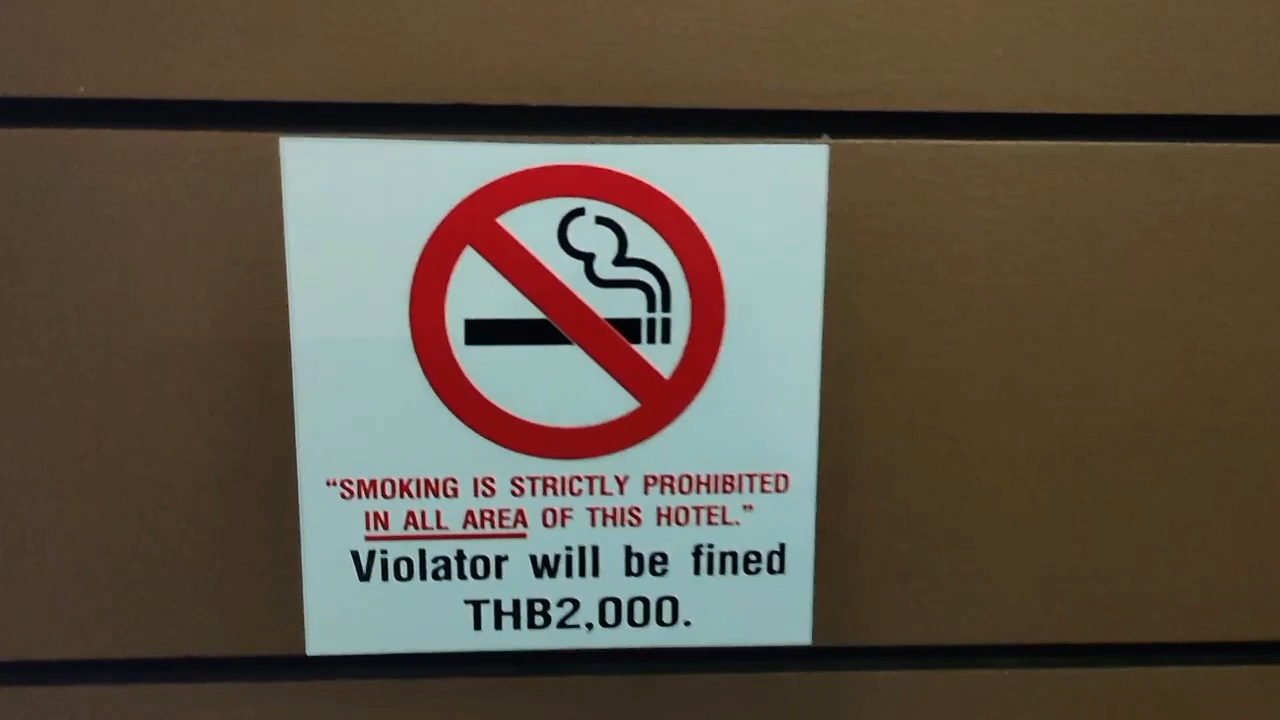 “SMOKING IS STRICTLY PROHIBITED
IN ALL AREA OF THIS HOTEL.”
Violator will be fined
THB2,000.